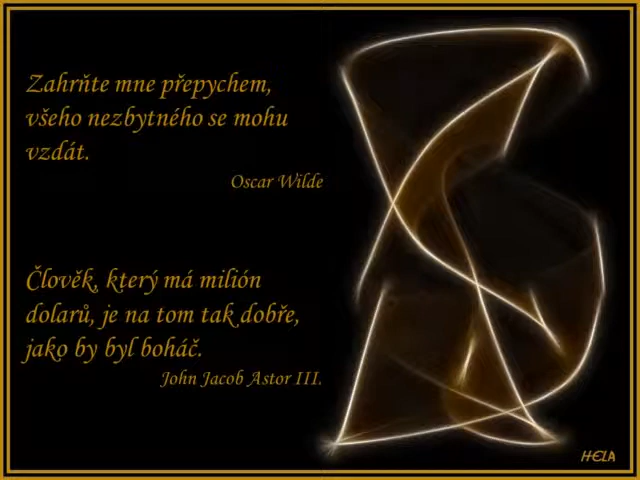 Zahrňte mne přepychem,
všeho nezbytného se mohu
vzdát.
Oscar Wilde
Člověk, který má milión
dolarů, je na tom tak dobře,
jako by byl boháč.
John Jacob Astor III.
HELA